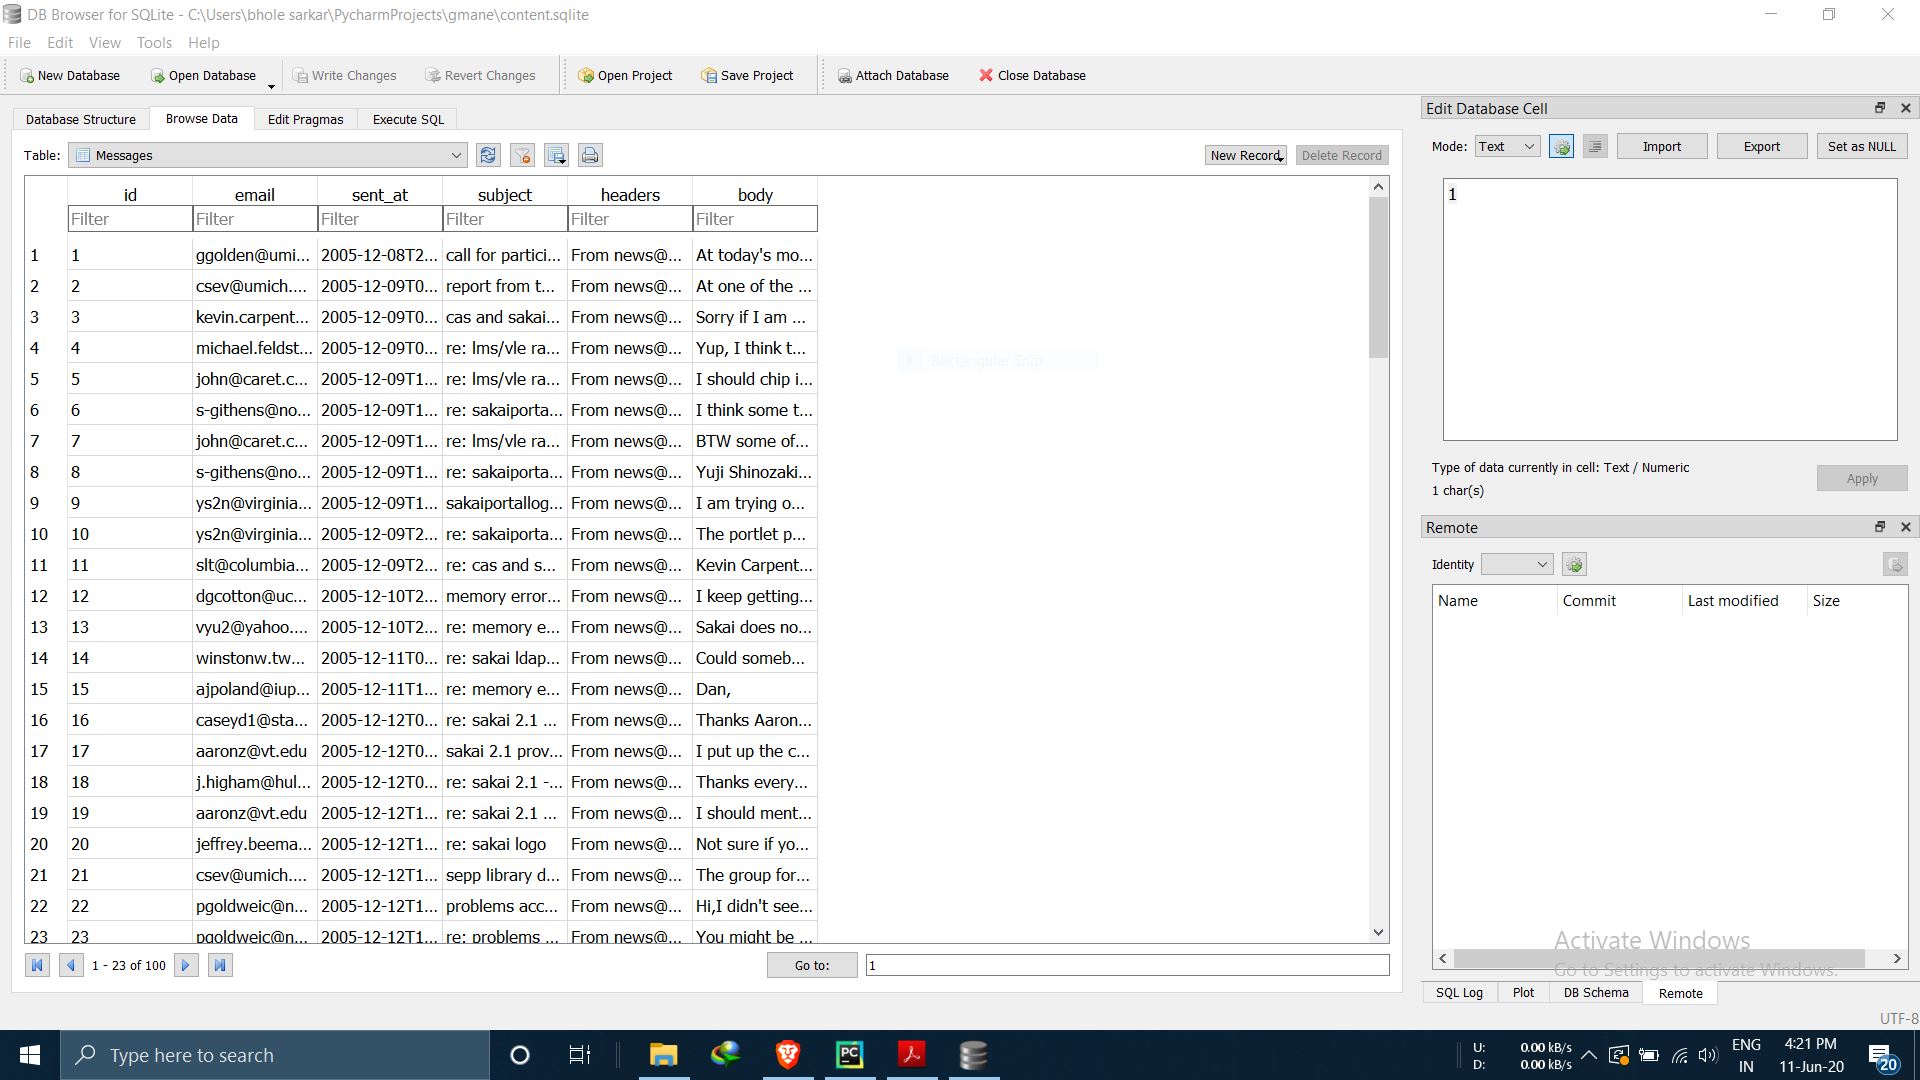 DB Browser for SQLite - C:\Users\bhole sarkar\PycharmProjects\gmane\content.sqlite
File Edit View Tools Help
New Database Open Database Write Changes Revert Changes Open Project Save Project Attach Database Close Database
Database Structure Browse Data Edit Pragmas Execute SQL
Table: Messages New Record Delete Record
id email sent_at subject headers body
Filter Filter Filter Filter Filter Filter
1 1 ggolden@umi... 2005-12-08T2... call for partici... From news@... At today's mo...
2 2 csev@umich.... 2005-12-09T0... report from t... From news@... At one of the ...
3 3 kevin.carpent... 2005-12-09T0... cas and sakai... From news@... Sorry if I am ...
4 4 michael.feldst... 2005-12-09T0... re: lms/vle ra... From news@... Yup, I think t...
5 5 john@caret.c... 2005-12-09T1... re: lms/vle ra... From news@... I should chip i...
6 6 s-githens@no... 2005-12-09T1... re: sakaiporta... From news@... I think some t...
7 7 john@caret.c... 2005-12-09T1... re: lms/vle ra... From news@... BTW some of...
8 8 s-githens@no... 2005-12-09T1... re: sakaiporta... From news@... Yuji Shinozaki...
9 9 ys2n@virginia... 2005-12-09T1... sakaiportallog... From news@... I am trying o...
10 10 ys2n@virginia... 2005-12-09T2... re: sakaiporta... From news@... The portlet p...
11 11 slt@columbia... 2005-12-09T2... re: cas and s... From news@... Kevin Carpent...
12 12 dgcotton@uc... 2005-12-10T2... memory error... From news@... I keep getting...
13 13 vyu2@yahoo.... 2005-12-10T2... re: memory e... From news@... Sakai does no...
14 14 winstonw.tw... 2005-12-11T0... re: sakai ldap... From news@... Could someb...
15 15 ajpoland@iup... 2005-12-11T1... re: memory e... From news@... Dan,
16 16 caseyd1@sta... 2005-12-12T0... re: sakai 2.1 ... From news@... Thanks Aaron...
17 17 aaronz@vt.edu 2005-12-12T0... sakai 2.1 prov... From news@... I put up the c...
18 18 j.higham@hul... 2005-12-12T0... re: sakai 2.1 -... From news@... Thanks every...
19 19 aaronz@vt.edu 2005-12-12T1... re: sakai 2.1 ... From news@... I should ment...
20 20 jeffrey.beema... 2005-12-12T1... re: sakai logo From news@... Not sure if yo...
21 21 csev@umich.... 2005-12-12T1... sepp library d... From news@... The group for...
22 22 pgoldweic@n... 2005-12-12T1... problems acc... From news@... Hi,I didn't see...
23 23 pgoldweic@n... 2005-12-12T1... re: problems ... From news@... You might be ...
Rectangular Snip
1 - 23 of 100 Go to: 1
Edit Database Cell
Mode: Text Import Export Set as NULL
1
Type of data currently in cell: Text / Numeric
1 char(s)
Apply
Remote
Identity
Name Commit Last modified Size
Activate Windows
Go to Settings to activate Windows.
SQL Log Plot DB Schema Remote
UTF-8
Type here to search
PC
U: 0.00 kB/s
D: 0.00 kB/s
ENG
IN
4:21 PM
11-Jun-20
20